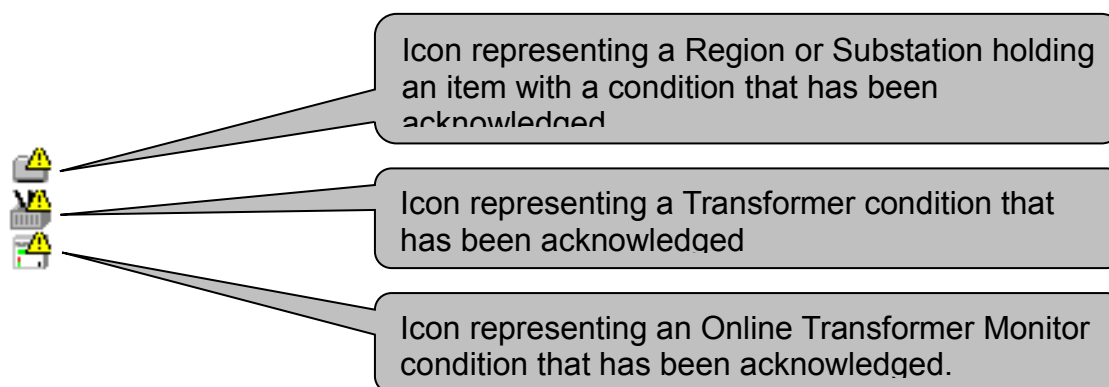 Icon representing a Region or Substation holding
an item with a condition that has been
acknowledged
Icon representing a Transformer condition that
has been acknowledged
Icon representing an Online Transformer Monitor
condition that has been acknowledged.